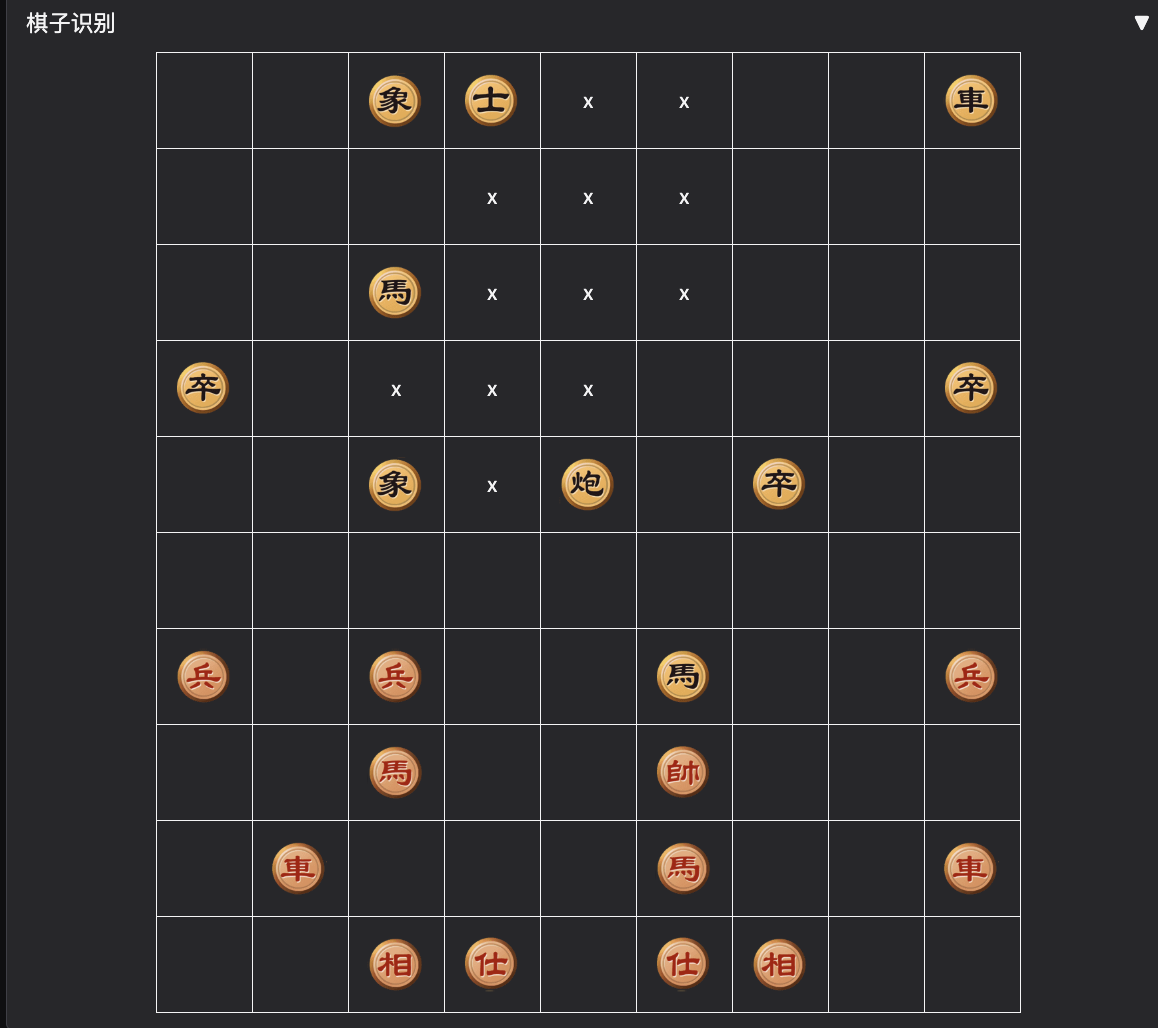 棋子识别 ▼
象 士 x x 車
x x x
馬 x x x
卒 x x x 卒
象 x 炮 卒
兵 兵 馬 兵
馬 帥
車 馬 車
相 仕 仕 相